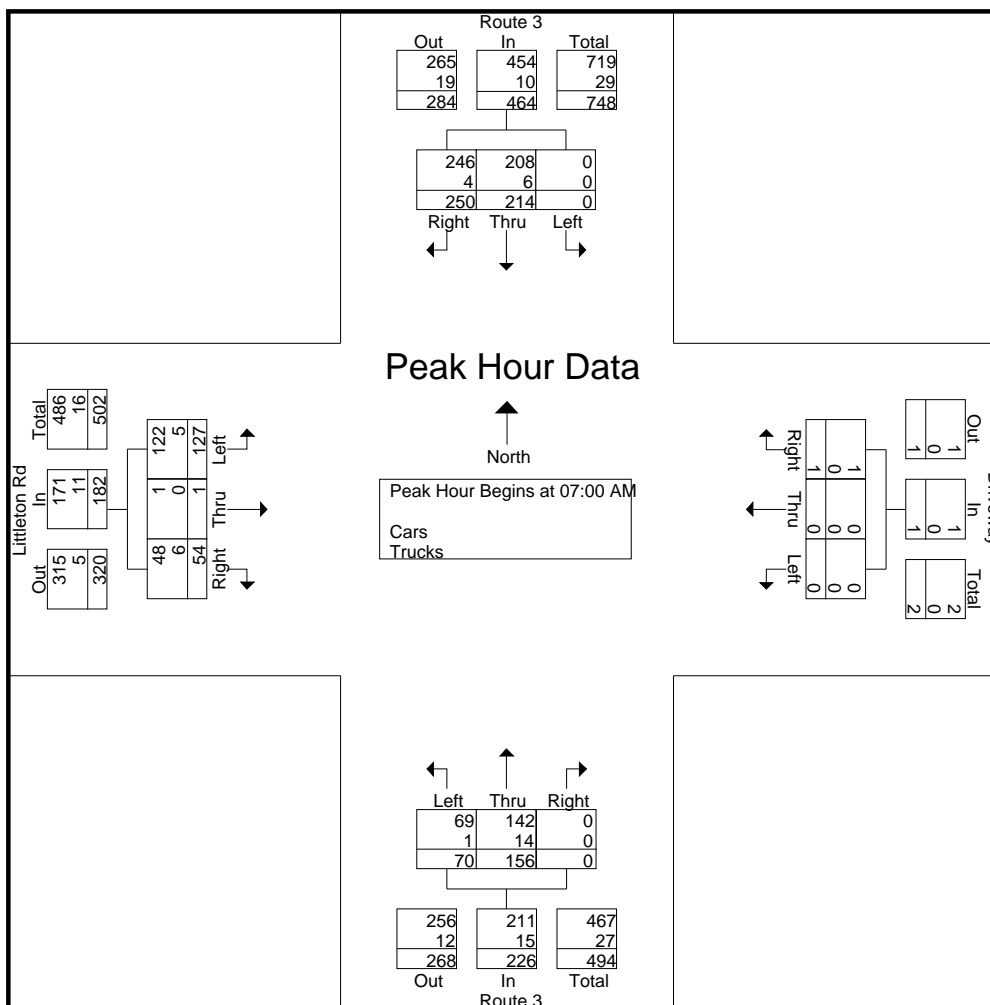 Route 3
Out In Total
265 454 719
19 10 29
284 464 748
246 208 0
4 6 0
250 214 0
Right Thru Left
Peak Hour Data
North
Peak Hour Begins at 07:00 AM
Cars
Trucks
Littleton Rd
Out In Total
315 171 486
5 11 16
320 182 502
Left Thru Right
122 1 48
5 0 6
127 1 54
Out In Total
1 1 2
0 0 0
1 1 2
Right Thru Left
1 0 0
0 0 0
1 0 0
Left Thru Right
69 142 0
1 14 0
70 156 0
256 211 467
12 15 27
268 226 494
Out In Total
Route 3